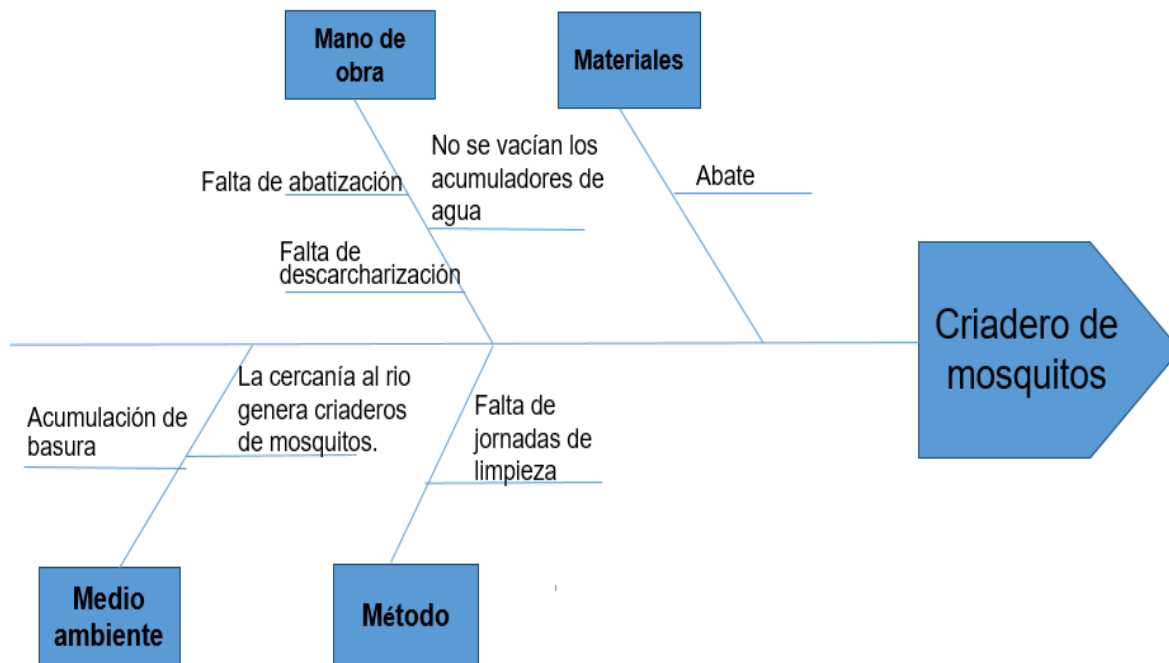 Mano de
obra
Materiales
Falta de abatización
No se vacían los
acumuladores de
agua
Abate
Falta de
descarcharización
Criadero de
mosquitos
La cercanía al rio
genera criaderos
de mosquitos.
Acumulación de
basura
Falta de
jornadas de
limpieza
Medio
ambiente
Método